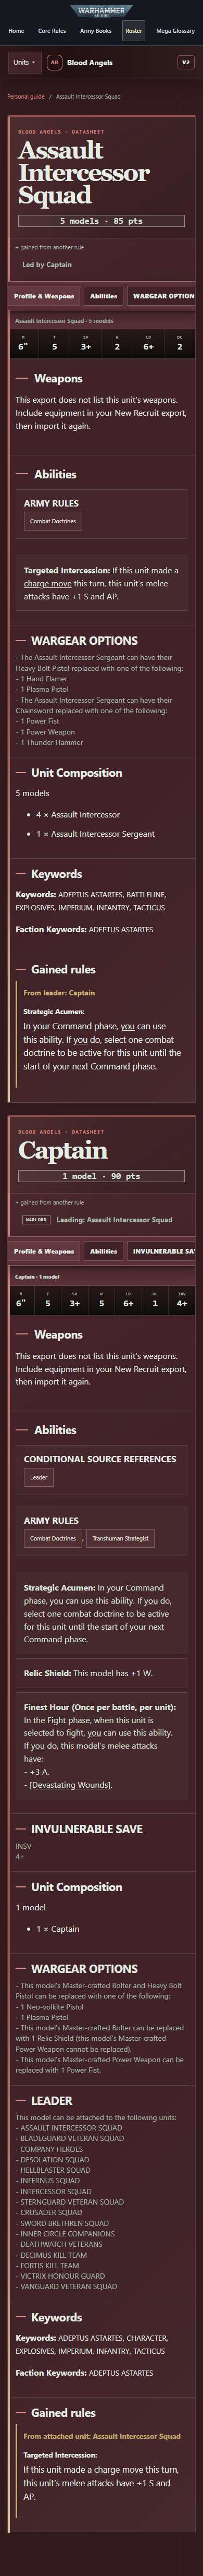 WARHAMMER
40,000
Home
Core Rules
Army Books
Roster
Mega Glossary
Units
AB
Blood Angels
V2
Personal guide / Assault Intercessor Squad
BLOOD ANGELS · DATASHEET
Assault
Intercessor
Squad
5 models · 85 pts
+ gained from another rule
Led by Captain
Profile & Weapons
Abilities
WARGEAR OPTION
Assault Intercessor Squad · 5 models
M
T
SV
W
LD
OC
6"
5
3+
2
6+
2
Weapons
This export does not list this unit's weapons.
Include equipment in your New Recruit export,
then import it again.
Abilities
ARMY RULES
Combat Doctrines
Targeted Intercession: If this unit made a
charge move this turn, this unit's melee
attacks have +1 S and AP.
WARGEAR OPTIONS
- The Assault Intercessor Sergeant can have their
Heavy Bolt Pistol replaced with one of the following:
- 1 Hand Flamer
- 1 Plasma Pistol
- The Assault Intercessor Sergeant can have their
Chainsword replaced with one of the following:
- 1 Power Fist
- 1 Power Weapon
- 1 Thunder Hammer
Unit Composition
5 models
• 4 × Assault Intercessor
• 1 × Assault Intercessor Sergeant
Keywords
Keywords: ADEPTUS ASTARTES, BATTLELINE,
EXPLOSIVES, IMPERIUM, INFANTRY, TACTICUS
Faction Keywords: ADEPTUS ASTARTES
Gained rules
From leader: Captain
Strategic Acumen:
In your Command phase, you can use
this ability. If you do, select one combat
doctrine to be active for this unit until the
start of your next Command phase.
BLOOD ANGELS · DATASHEET
Captain
1 model · 90 pts
+ gained from another rule
WARLORD
Leading: Assault Intercessor Squad
Profile & Weapons
Abilities
INVULNERABLE SA
Captain · 1 model
M
T
SV
W
LD
OC
INV
6"
5
3+
5
6+
1
4+
Weapons
This export does not list this unit's weapons.
Include equipment in your New Recruit export,
then import it again.
Abilities
CONDITIONAL SOURCE REFERENCES
Leader
ARMY RULES
Combat Doctrines
,
Transhuman Strategist
Strategic Acumen: In your Command
phase, you can use this ability. If you do,
select one combat doctrine to be active
for this unit until the start of your next
Command phase.
Relic Shield: This model has +1 W.
Finest Hour (Once per battle, per unit):
In the Fight phase, when this unit is
selected to fight, you can use this ability.
If you do, this model's melee attacks
have:
- +3 A.
- [Devastating Wounds].
INVULNERABLE SAVE
INSV
4+
Unit Composition
1 model
• 1 × Captain
WARGEAR OPTIONS
- This model's Master-crafted Bolter and Heavy Bolt
Pistol can be replaced with one of the following:
- 1 Neo-volkite Pistol
- 1 Plasma Pistol
- This model's Master-crafted Bolter can be replaced
with 1 Relic Shield (this model's Master-crafted
Power Weapon cannot be replaced).
- This model's Master-crafted Power Weapon can be
replaced with 1 Power Fist.
LEADER
This model can be attached to the following units:
- ASSAULT INTERCESSOR SQUAD
- BLADEGUARD VETERAN SQUAD
- COMPANY HEROES
- DESOLATION SQUAD
- HELLBLASTER SQUAD
- INFERNUS SQUAD
- INTERCESSOR SQUAD
- STERNGUARD VETERAN SQUAD
- CRUSADER SQUAD
- SWORD BRETHREN SQUAD
- INNER CIRCLE COMPANIONS
- DEATHWATCH VETERANS
- DECIMUS KILL TEAM
- FORTIS KILL TEAM
- VICTRIX HONOUR GUARD
- VANGUARD VETERAN SQUAD
Keywords
Keywords: ADEPTUS ASTARTES, CHARACTER,
EXPLOSIVES, IMPERIUM, INFANTRY, TACTICUS
Faction Keywords: ADEPTUS ASTARTES
Gained rules
From attached unit: Assault Intercessor Squad
Targeted Intercession:
If this unit made a charge move this turn,
this unit's melee attacks have +1 S and
AP.